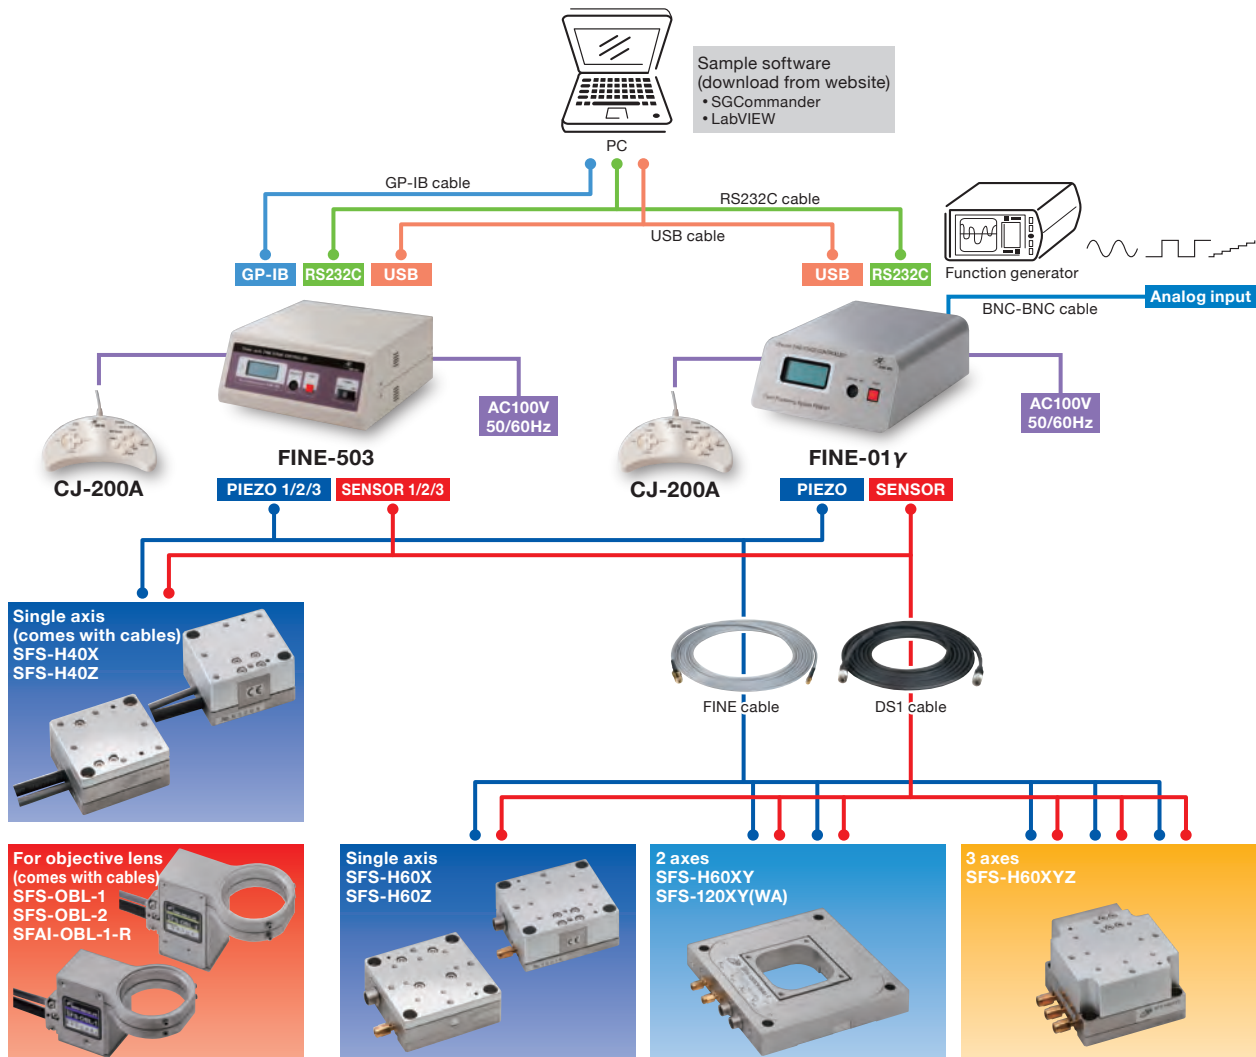 Sample software
(download from website)
• SGCommander
• LabVIEW
PC
GP-IB cable
RS232C cable
USB cable
GP-IB
RS232C
USB
USB
RS232C
Function generator
BNC-BNC cable
Analog input
AC100V
50/60Hz
AC100V
50/60Hz
CJ-200A
FINE-503
CJ-200A
FINE-01γ
PIEZO 1/2/3
SENSOR 1/2/3
PIEZO
SENSOR
Single axis
(comes with cables)
SFS-H40X
SFS-H40Z
CE
FINE cable
DS1 cable
For objective lens
(comes with cables)
SFS-OBL-1
SFS-OBL-2
SFAI-OBL-1-R
SFS-OBL-1
Single axis
SFS-H60X
SFS-H60Z
CE
2 axes
SFS-H60XY
SFS-120XY(WA)
3 axes
SFS-H60XYZ